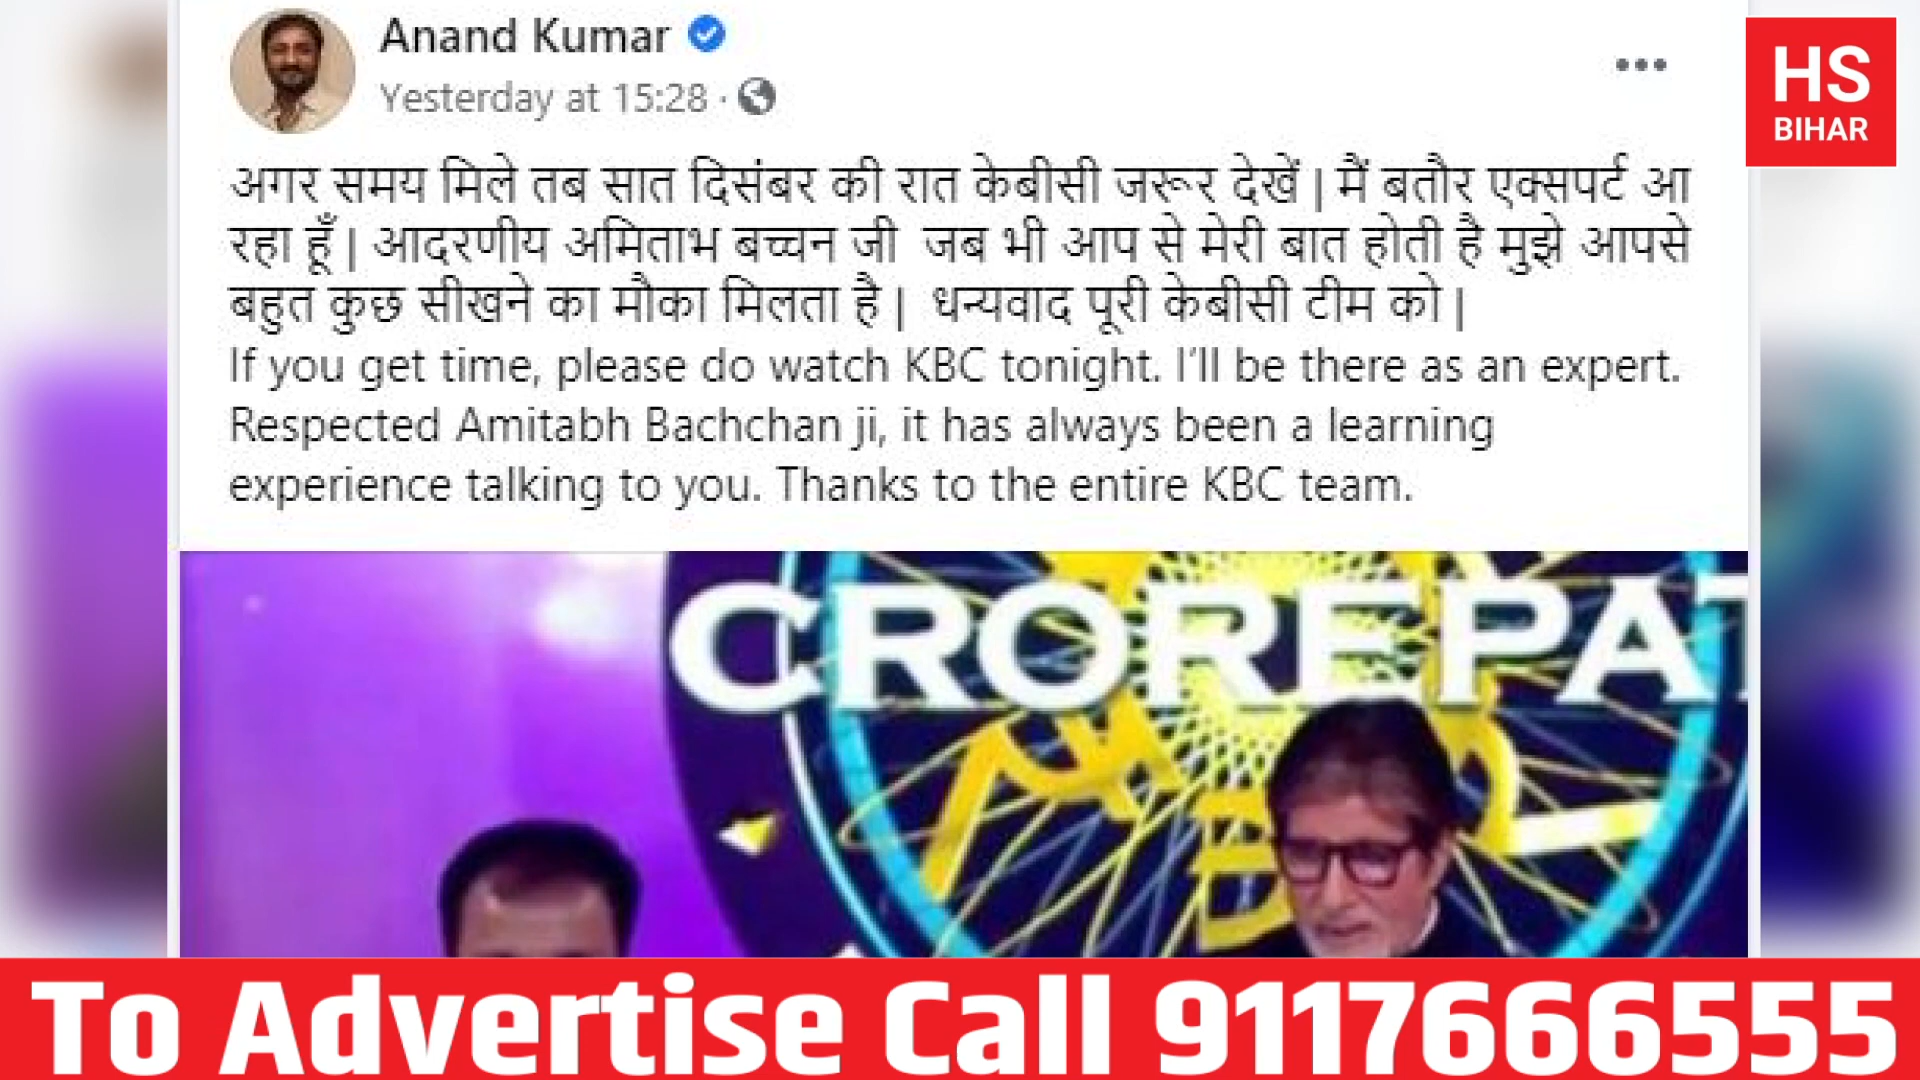 Anand Kumar
Yesterday at 15:28 ·
HS
BIHAR
अगर समय मिले तब सात दिसंबर की रात केबीसी जरूर देखें | मैं बतौर एक्सपर्ट आ
रहा हूँ | आदरणीय अमिताभ बच्चन जी जब भी आप से मेरी बात होती है मुझे आपसे
बहुत कुछ सीखने का मौका मिलता है | धन्यवाद पूरी केबीसी टीम को |
If you get time, please do watch KBC tonight. I'll be there as an expert.
Respected Amitabh Bachchan ji, it has always been a learning
experience talking to you. Thanks to the entire KBC team.
CROREPAT
To Advertise Call 9117666555